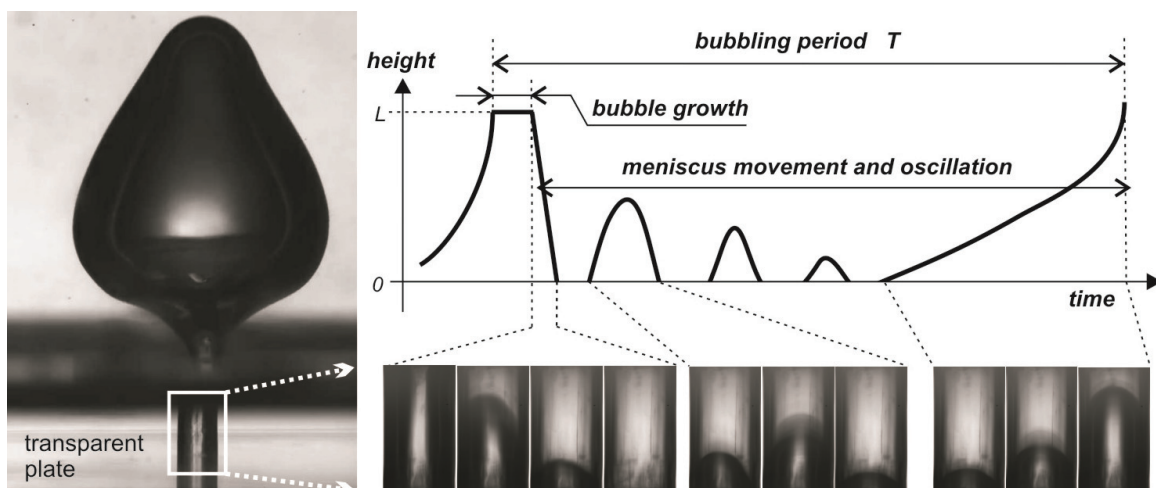 bubbling period T
height
L
bubble growth
meniscus movement and oscillation
0
time
transparent
plate